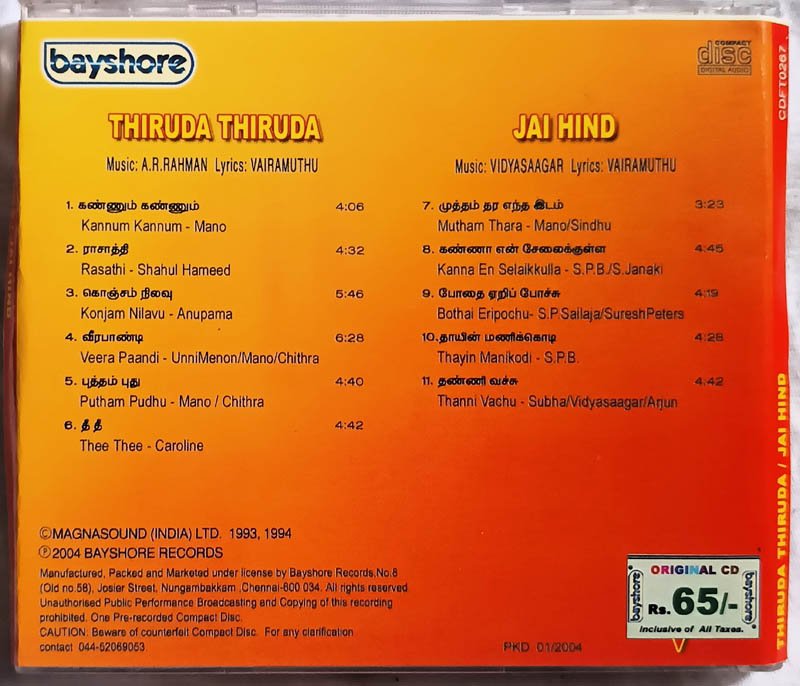 bayshore
COMPACT
disc
DIGITAL AUDIO
THIRUDA THIRUDA
Music: A.R.RAHMAN Lyrics: VAIRAMUTHU
1. கண்ணும் கண்ணும் 4:06
Kannum Kannum - Mano
2. ராசாத்தி 4:32
Rasathi - Shahul Hameed
3. கொஞ்சம் நிலவு 5:46
Konjam Nilavu - Anupama
4. வீரபாண்டி 6:28
Veera Paandi - UnniMenon/Mano/Chithra
5. புத்தம் புது 4:40
Putham Pudhu - Mano / Chithra
6. தீ தீ 4:42
Thee Thee - Caroline
JAI HIND
Music: VIDYASAAGAR Lyrics: VAIRAMUTHU
7. முத்தம் தர எந்த இடம் 3:23
Mutham Thara - Mano/Sindhu
8. கண்ணா என் சேலைக்குள்ள 4:45
Kanna En Selaikkulla - S.P.B./S.Janaki
9. போதை ஏறிப் போச்சு 4:19
Bothai Eripochu- S.P.Sailaja/SureshPeters
10. தாயின் மணிக்கொடி 4:28
Thayin Manikodi - S.P.B.
11. தண்ணி வச்சு 4:42
Thanni Vachu - Subha/Vidyasaagar/Arjun
©MAGNASOUND (INDIA) LTD. 1993, 1994
℗2004 BAYSHORE RECORDS
Manufactured, Packed and Marketed under license by Bayshore Records,No.8
(Old no.58), Josier Street, Nungambakkam ,Chennai-600 034. All rights reserved
Unauthorised Public Performance Broadcasting and Copying of this recording
prohibited. One Pre-recorded Compact Disc.
CAUTION: Beware of counterfeit Compact Disc. For any clarification
contact 044-52069053.
PKD 01/2004
bayshore
ORIGINAL CD
Rs. 65/-
Inclusive of All Taxes.
bayshore
CDFT0267
THIRUDA THIRUDA / JAI HIND